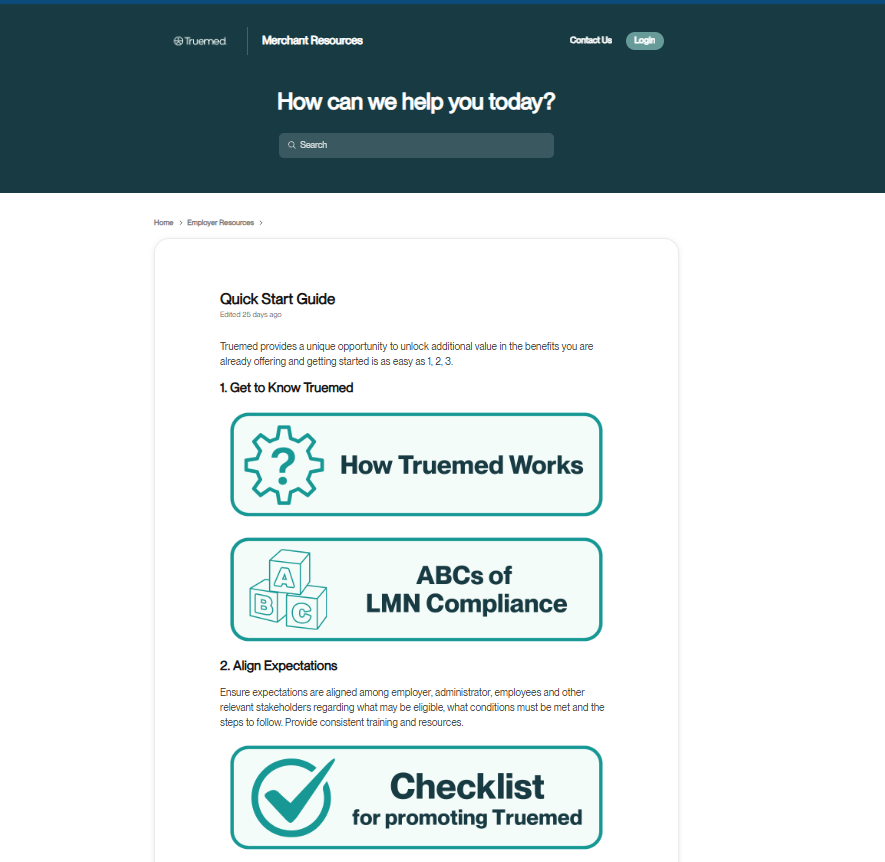 Truemed.
Merchant Resources
Contact Us
Login
How can we help you today?
Search
Home > Employer Resources >
Quick Start Guide
Edited 25 days ago
Truemed provides a unique opportunity to unlock additional value in the benefits you are
already offering and getting started is as easy as 1, 2, 3.
1. Get to Know Truemed
?
How Truemed Works
A
B
C
ABCs of
LMN Compliance
2. Align Expectations
Ensure expectations are aligned among employer, administrator, employees and other
relevant stakeholders regarding what may be eligible, what conditions must be met and the
steps to follow. Provide consistent training and resources.
Checklist
for promoting Truemed